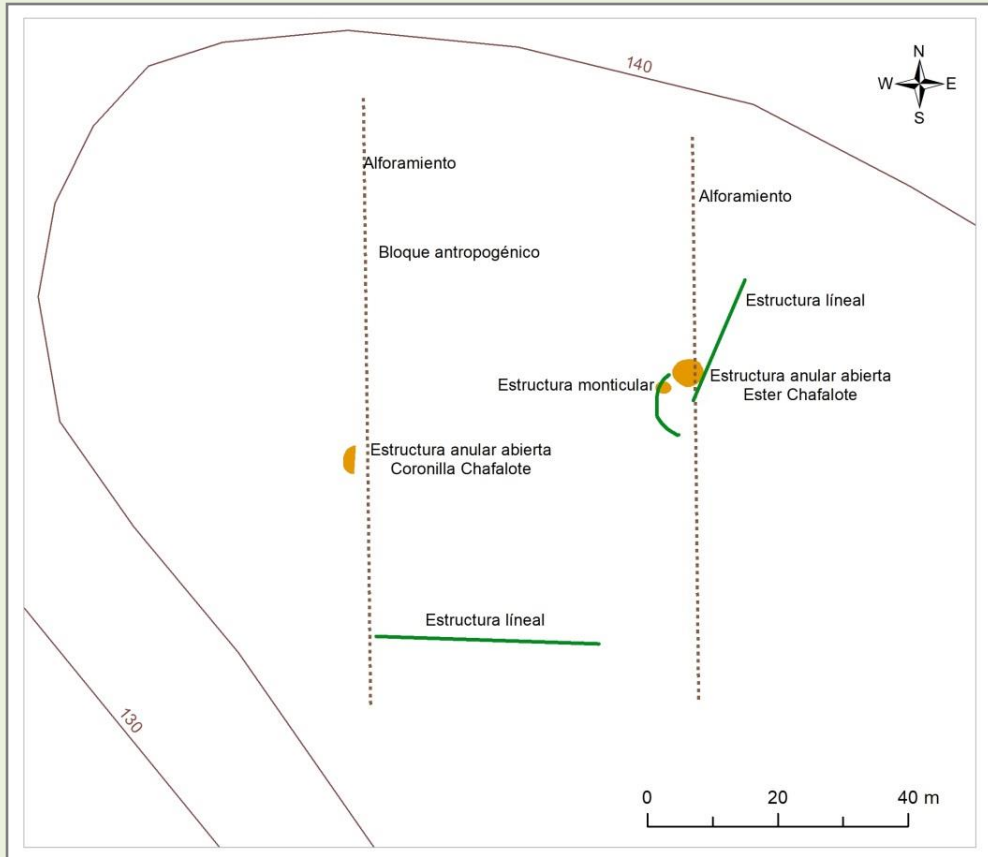 140
N
W E
S
Alforamiento
Alforamiento
Bloque antropogénico
Estructura líneal
Estructura monticular
Estructura anular abierta
Ester Chafalote
Estructura anular abierta
Coronilla Chafalote
Estructura líneal
130
0 20 40 m